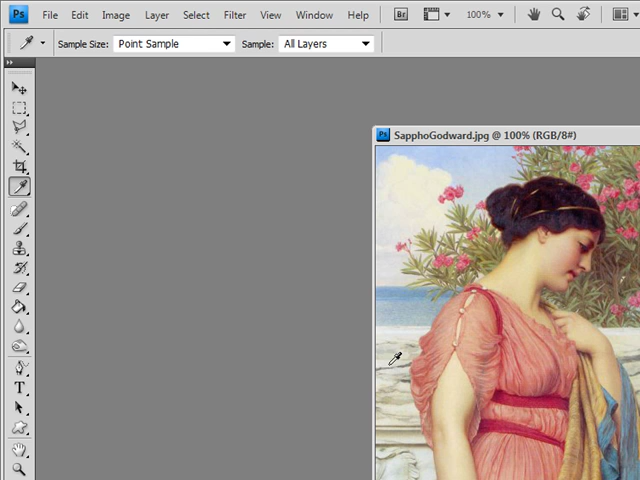 Ps File Edit Image Layer Select Filter View Window Help Br 100%
Sample Size: Point Sample Sample: All Layers
Ps SapphoGodward.jpg @ 100% (RGB/8#)
T